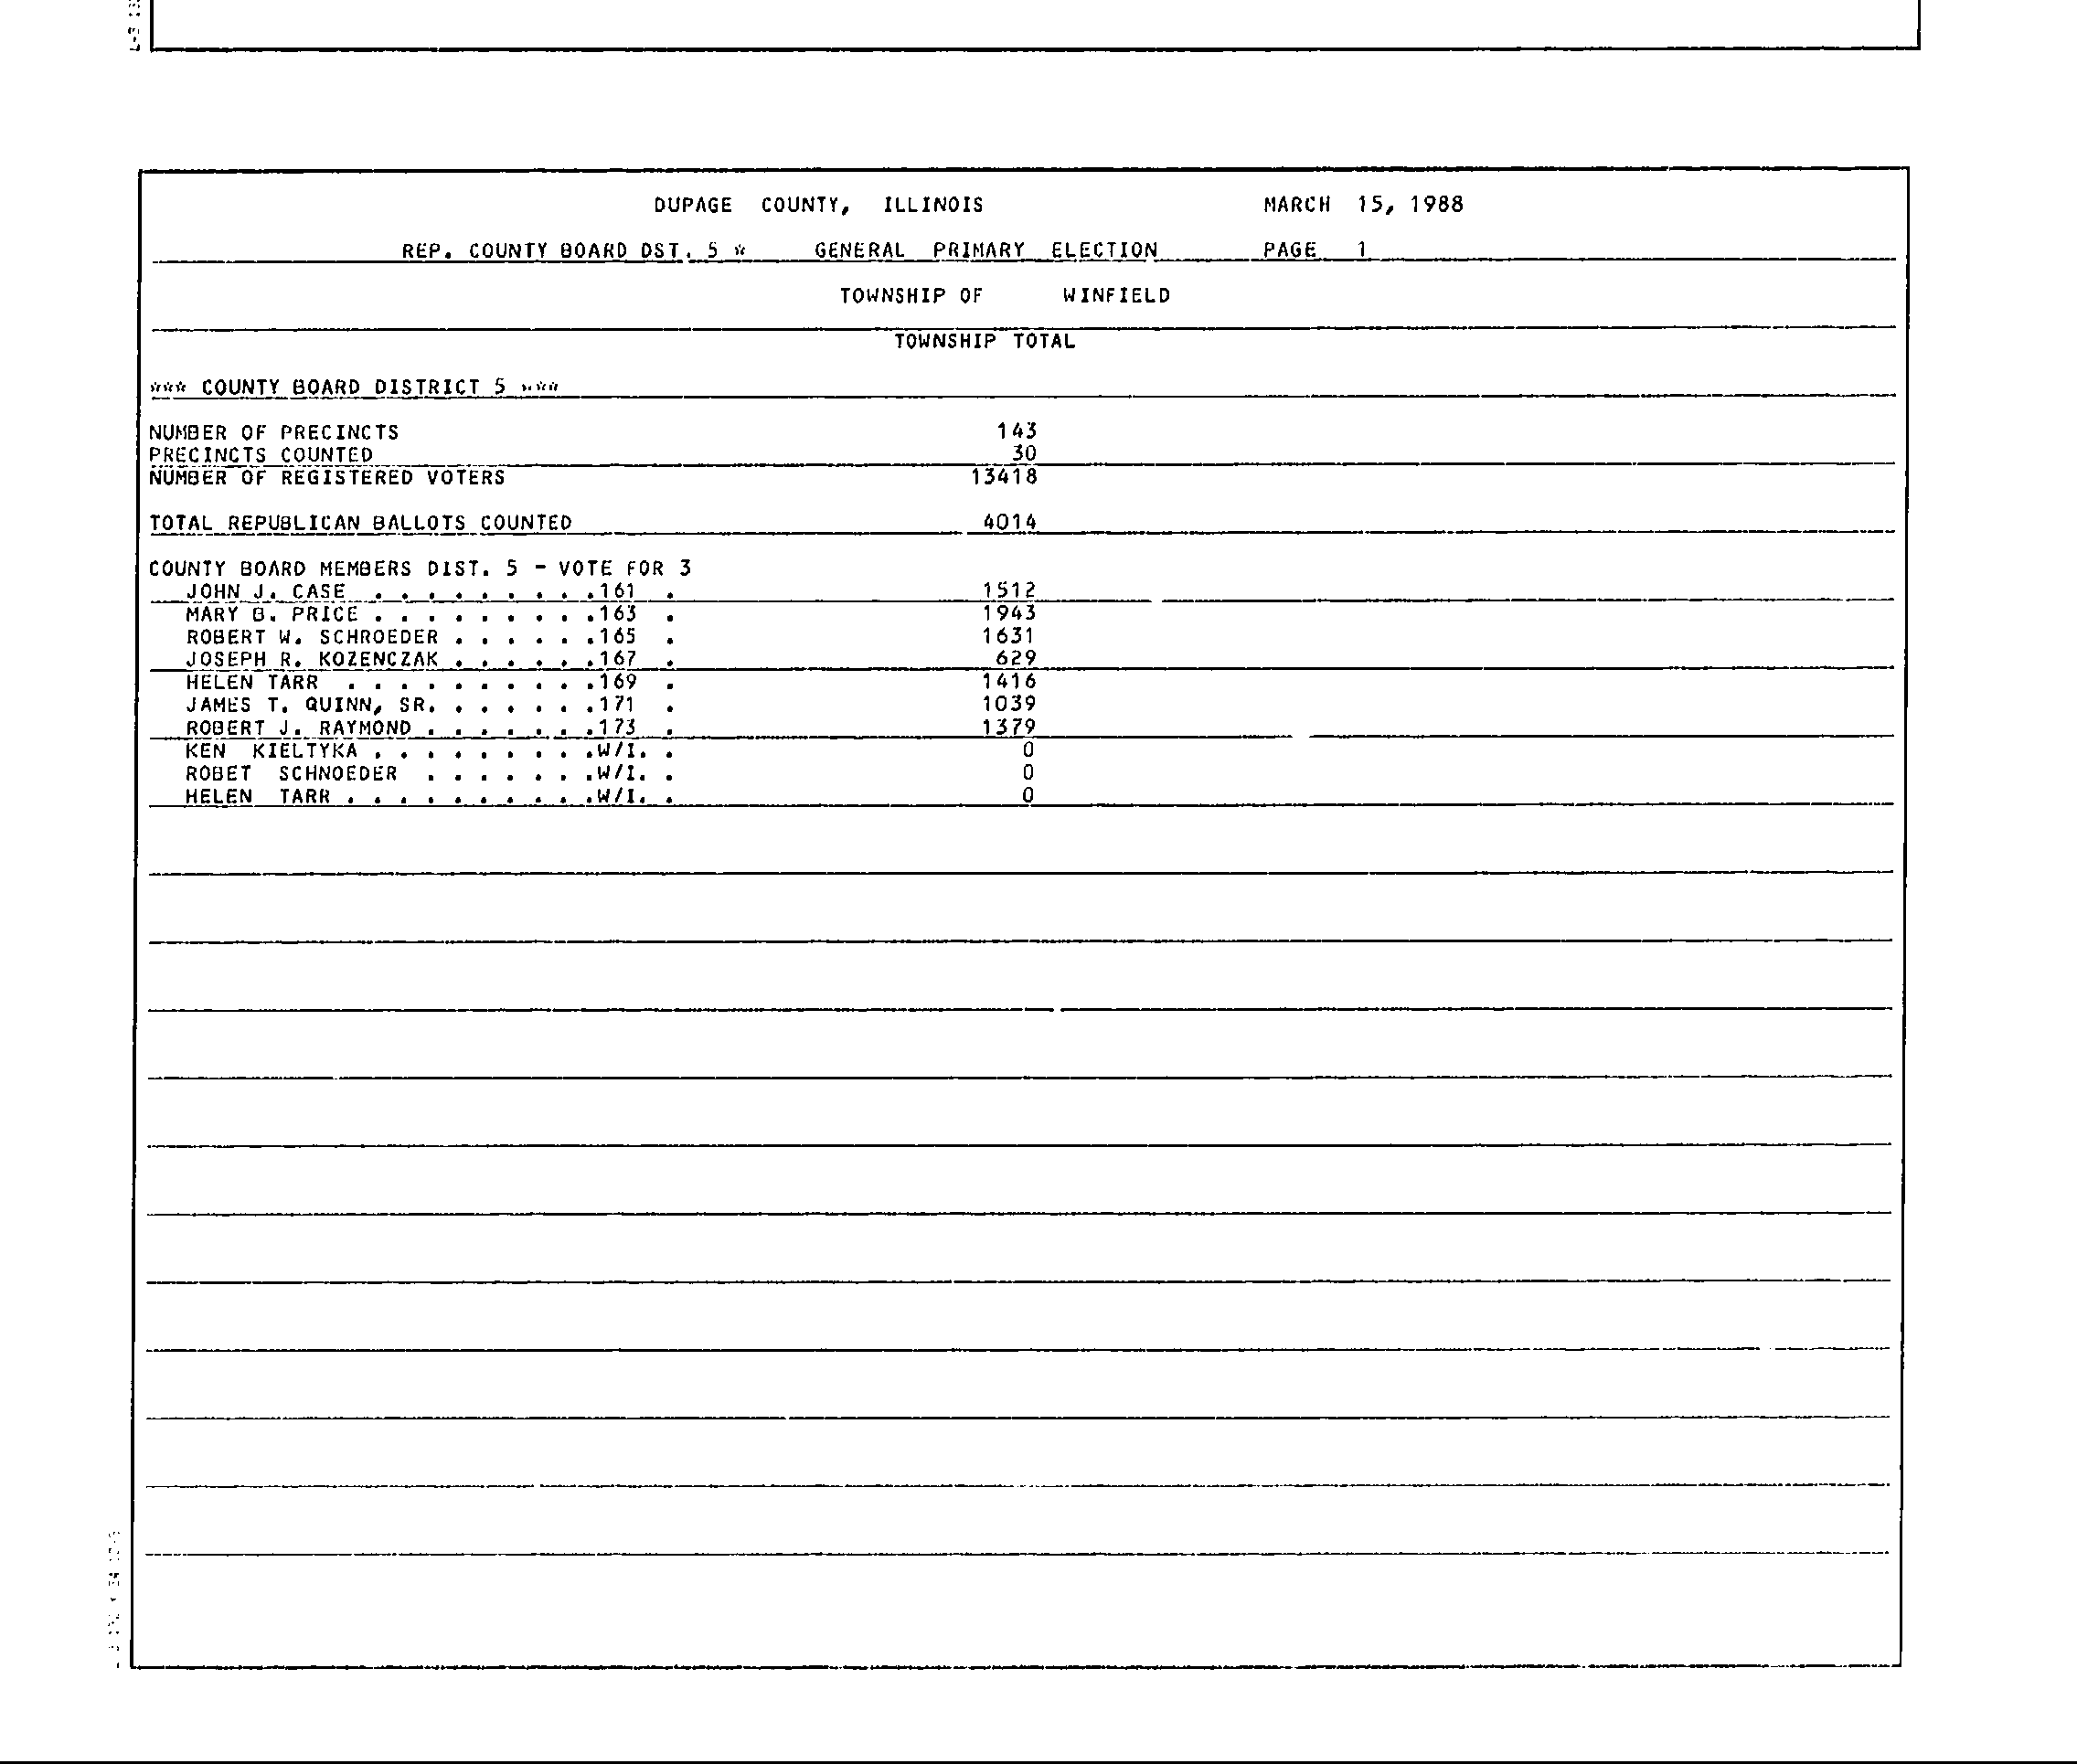 DUPAGE COUNTY, ILLINOIS MARCH 15, 1988
REP. COUNTY BOARD DST. 5 * GENERAL PRIMARY ELECTION PAGE 1
TOWNSHIP OF WINFIELD
TOWNSHIP TOTAL
*** COUNTY BOARD DISTRICT 5 ***
NUMBER OF PRECINCTS 143
PRECINCTS COUNTED 30
NUMBER OF REGISTERED VOTERS 13418
TOTAL REPUBLICAN BALLOTS COUNTED 4014
COUNTY BOARD MEMBERS DIST. 5 - VOTE FOR 3
JOHN J. CASE . . . . . . . . .161 . 1512
MARY B. PRICE . . . . . . . . .163 . 1943
ROBERT W. SCHROEDER . . . . . .165 . 1631
JOSEPH R. KOZENCZAK . . . . . .167 . 629
HELEN TARR . . . . . . . . . .169 . 1416
JAMES T. QUINN, SR. . . . . . .171 . 1039
ROBERT J. RAYMOND . . . . . . .173 . 1379
KEN KIELTYKA . . . . . . . . .W/I. . 0
ROBET SCHNOEDER . . . . . . .W/I. . 0
HELEN TARR . . . . . . . . . .W/I. . 0